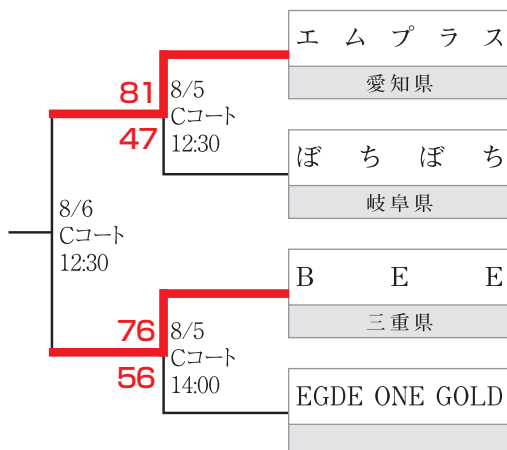 エムプラス
愛知県
81
8/5
Cコート
12:30
47
ぼちぼち
岐阜県
8/6
Cコート
12:30
BEE
三重県
76
8/5
Cコート
14:00
56
EGDE ONE GOLD